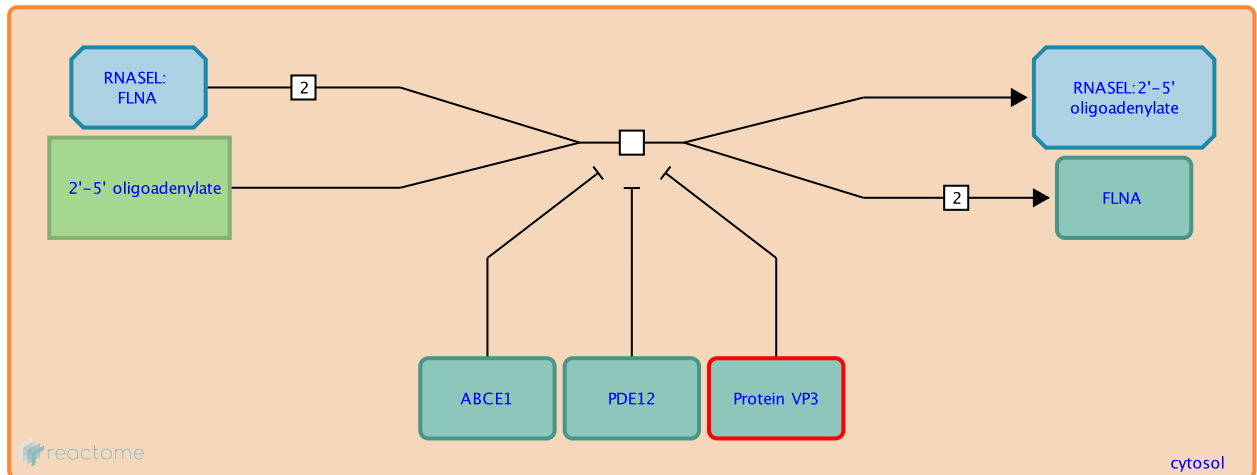 RNASEL:
FLNA
2
RNASEL:2'-5'
oligoadenylate
2'-5' oligoadenylate
2
FLNA
ABCE1
PDE12
Protein VP3
reactome
cytosol